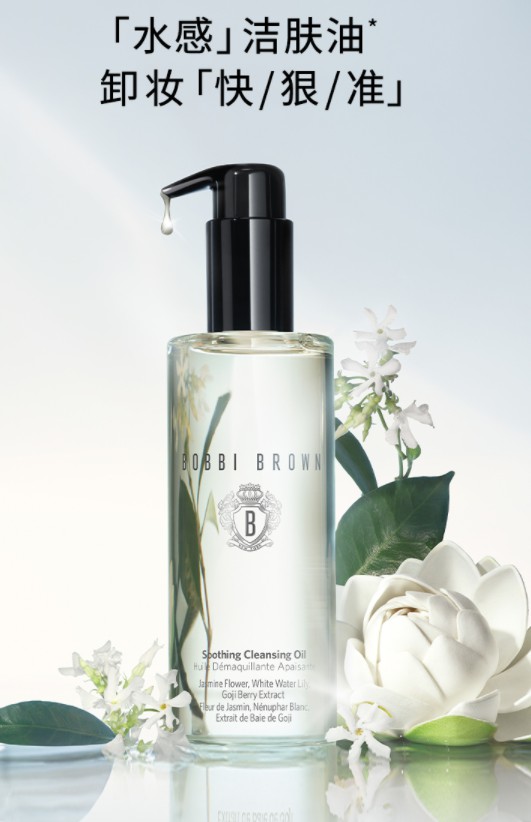 「水感」洁肤油*
卸妆「快/狠/准」
BOBBI BROWN
B
Soothing Cleansing Oil
Huile Démaquillante Apaisante
Jasmine Flower, White Water Lily,
Goji Berry Extract
Fleur de Jasmin, Nénuphar Blanc,
Extrait de Baie de Goji